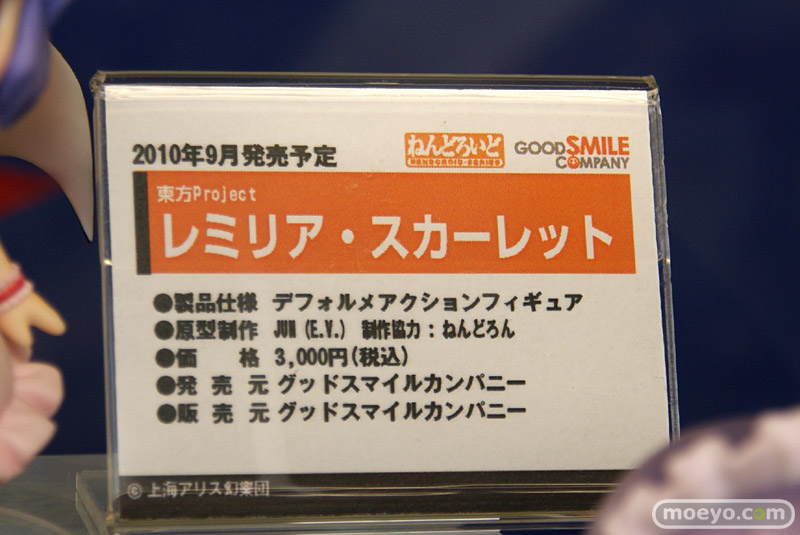 2010年9月発売予定
ねんどろいど
NENDOROID-SERIES
GOOD SMILE
COMPANY
東方Project
レミリア・スカーレット
●製品仕様 デフォルメアクションフィギュア
●原型制作 JUN (E.V.) 制作協力：ねんどろん
●価　格 3,000円(税込)
●発売元 グッドスマイルカンパニー
●販売元 グッドスマイルカンパニー
© 上海アリス幻樂団
moeyo.com